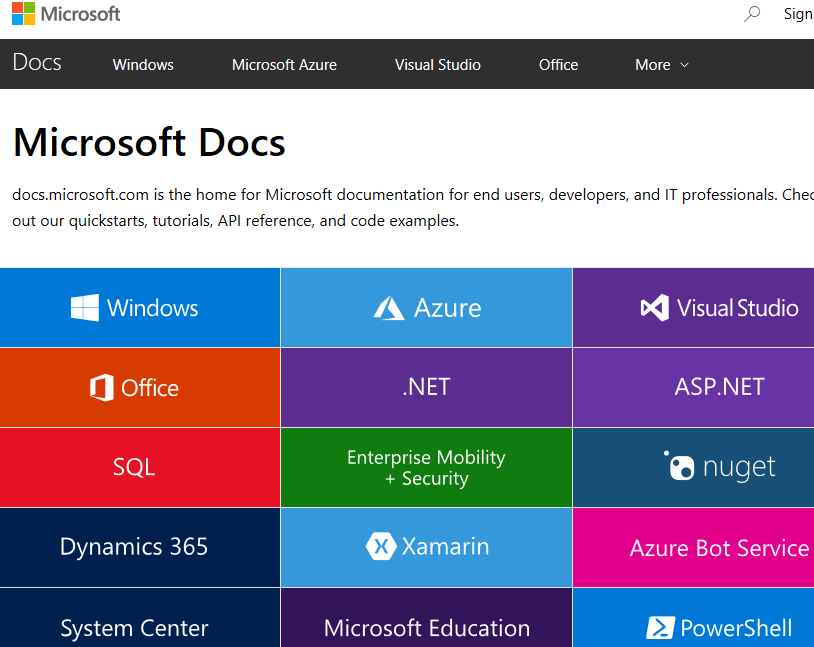 Microsoft Sign
Docs Windows Microsoft Azure Visual Studio Office More
Microsoft Docs
docs.microsoft.com is the home for Microsoft documentation for end users, developers, and IT professionals. Chec
out our quickstarts, tutorials, API reference, and code examples.
Windows Azure Visual Studio
Office .NET ASP.NET
SQL Enterprise Mobility
+ Security nuget
Dynamics 365 Xamarin Azure Bot Service
System Center Microsoft Education PowerShell